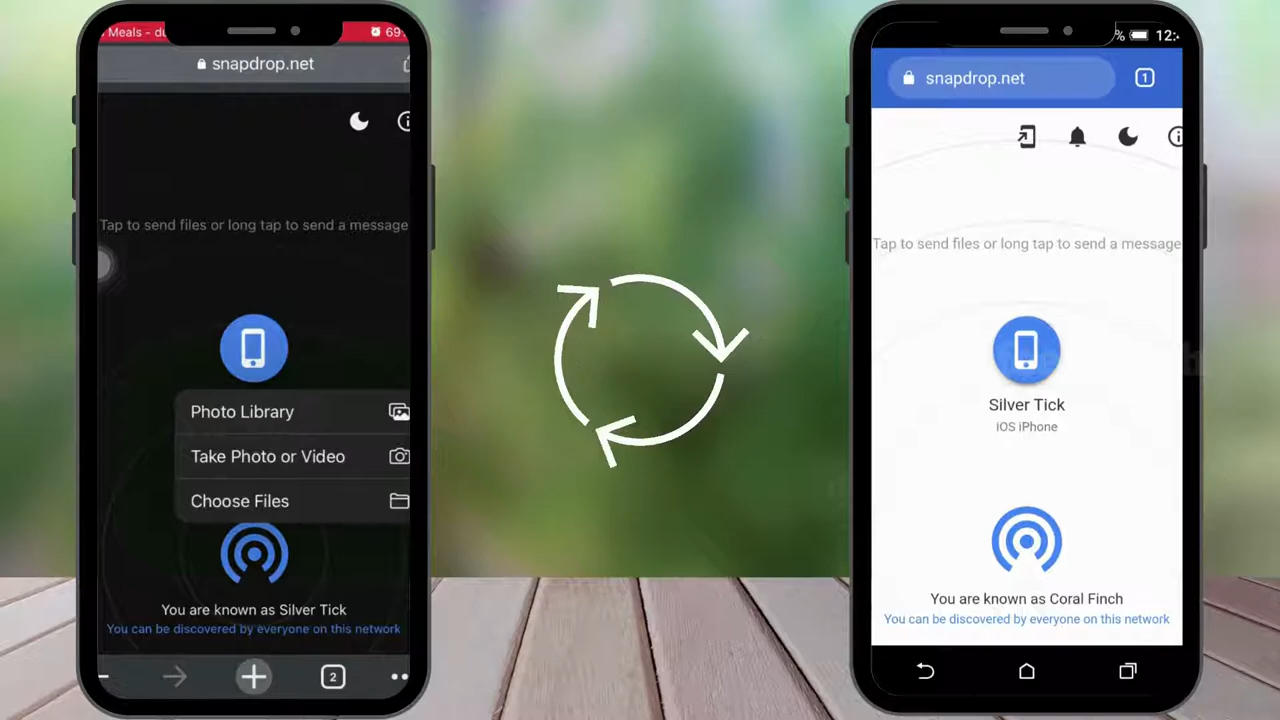 Meals - du
69
snapdrop.net
Tap to send files or long tap to send a message
Photo Library
Take Photo or Video
Choose Files
You are known as Silver Tick
You can be discovered by everyone on this network
2
% 12:
snapdrop.net
1
Tap to send files or long tap to send a message
Silver Tick
iOS iPhone
You are known as Coral Finch
You can be discovered by everyone on this network